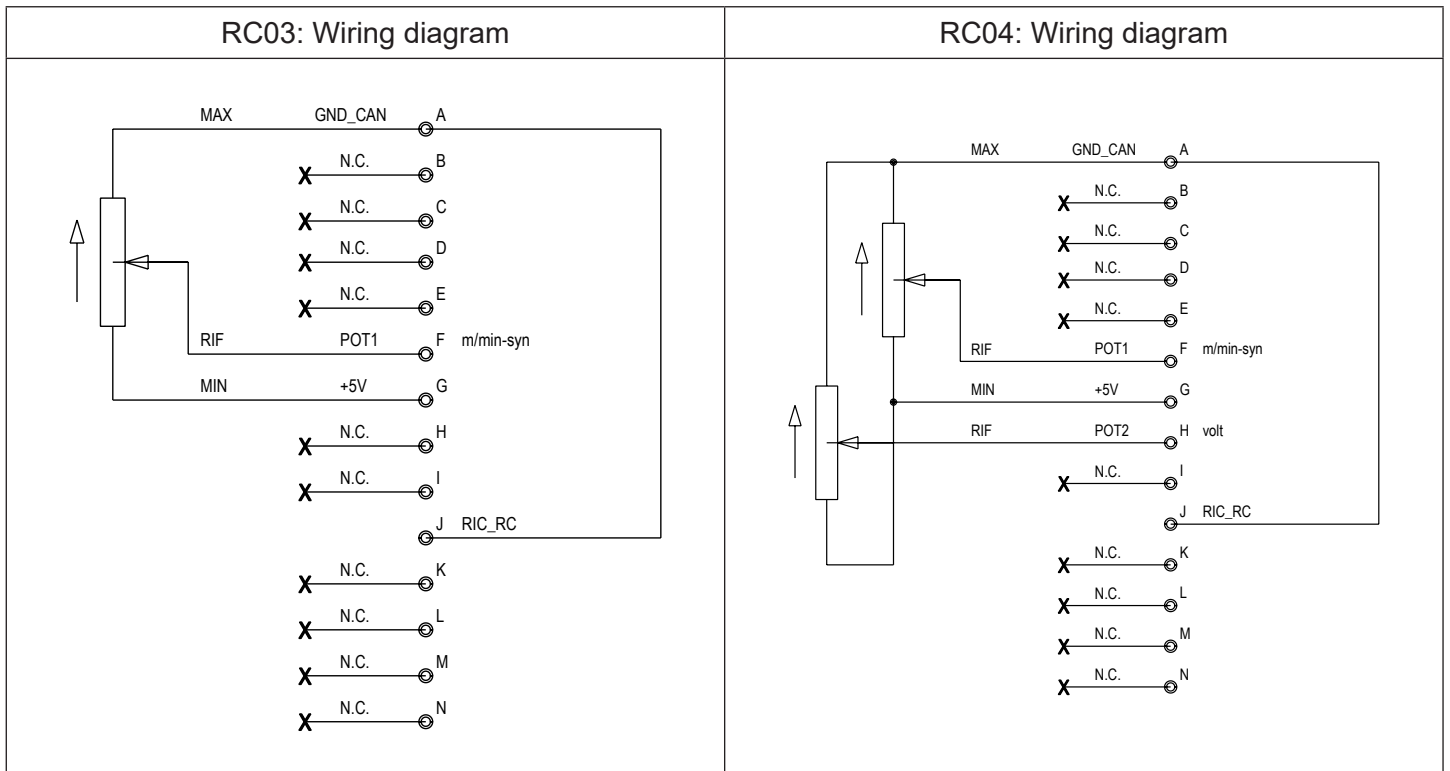 RC03: Wiring diagram
MAX GND_CAN A
N.C. B
N.C. C
N.C. D
N.C. E
RIF POT1 F m/min-syn
MIN +5V G
N.C. H
N.C. I
J RIC_RC
N.C. K
N.C. L
N.C. M
N.C. N
RC04: Wiring diagram
MAX GND_CAN A
N.C. B
N.C. C
N.C. D
N.C. E
RIF POT1 F m/min-syn
MIN +5V G
RIF POT2 H volt
N.C. I
J RIC_RC
N.C. K
N.C. L
N.C. M
N.C. N